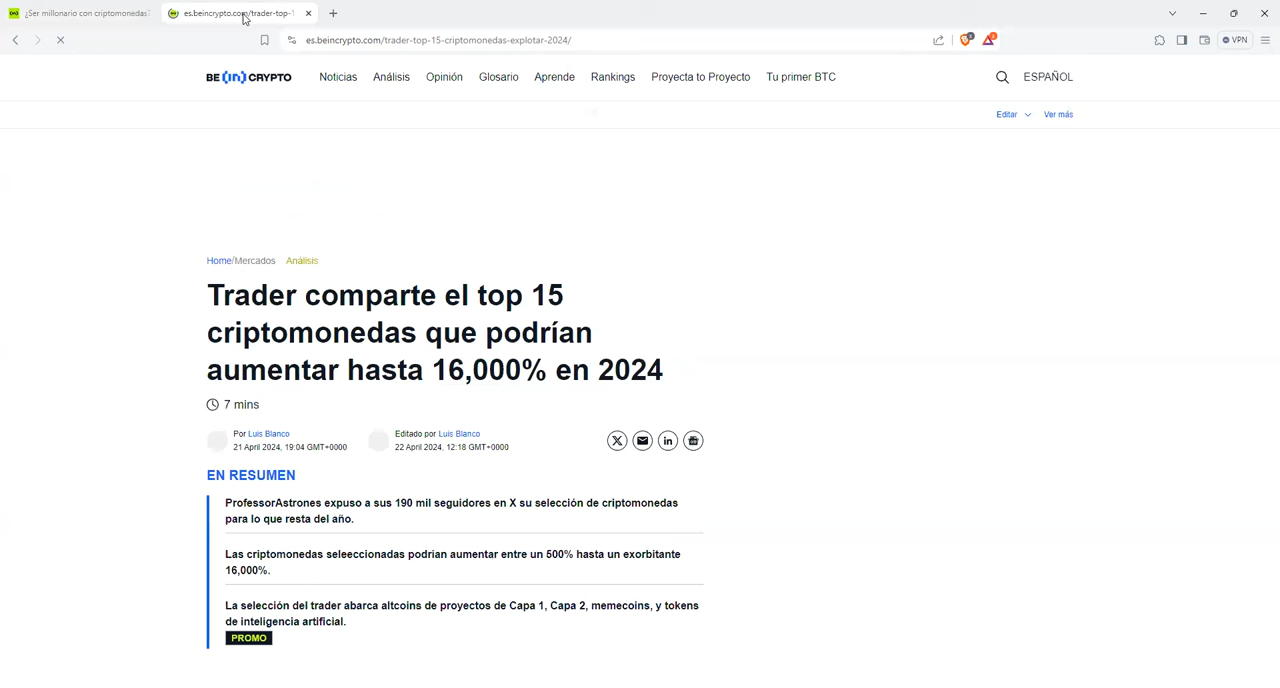 ¿Ser millonario con criptomonedas?
es.beincrypto.com/trader-top-1
es.beincrypto.com/trader-top-15-criptomonedas-explotar-2024/
VPN
BE[IN]CRYPTO
Noticias Análisis Opinión Glosario Aprende Rankings Proyecta to Proyecto Tu primer BTC
ESPAÑOL
Editar Ver más
Home/Mercados Análisis
Trader comparte el top 15
criptomonedas que podrían
aumentar hasta 16,000% en 2024
7 mins
Por Luis Blanco
21 April 2024, 19:04 GMT+0000
Editado por Luis Blanco
22 April 2024, 12:18 GMT+0000
EN RESUMEN
ProfessorAstrones expuso a sus 190 mil seguidores en X su selección de criptomonedas
para lo que resta del año.
Las criptomonedas seleeccionadas podrían aumentar entre un 500% hasta un exorbitante
16,000%.
La selección del trader abarca altcoins de proyectos de Capa 1, Capa 2, memecoins, y tokens
de inteligencia artificial.
PROMO